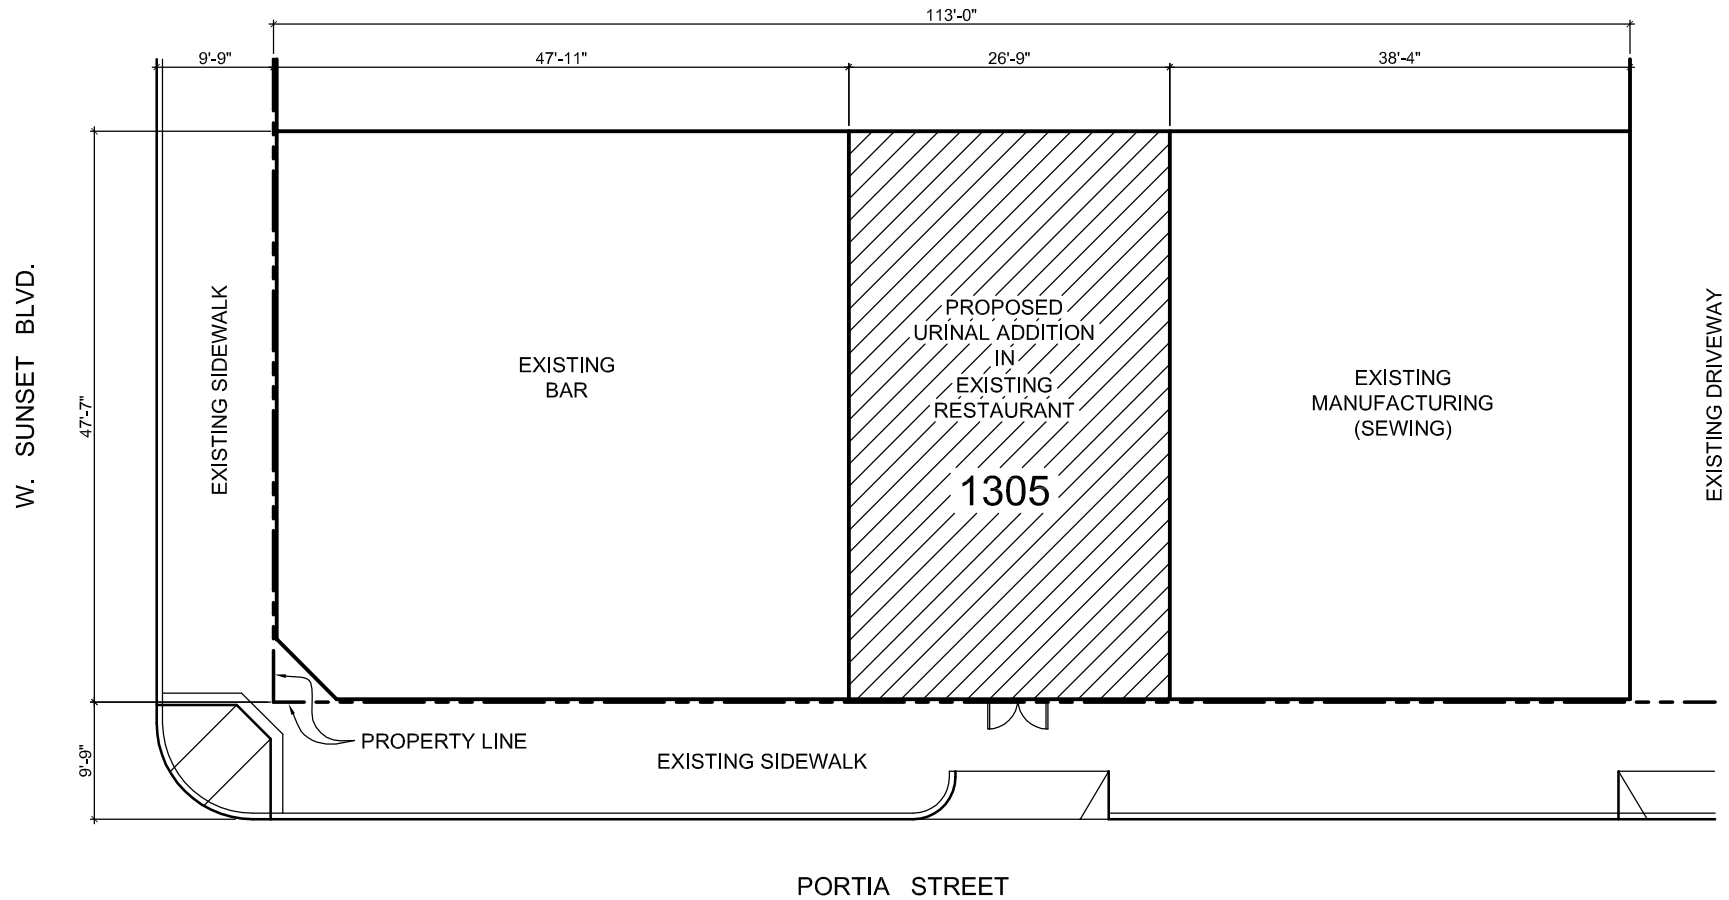 113'-0"
9'-9"
47'-11"
26'-9"
38'-4"
W. SUNSET BLVD.
47'-7"
EXISTING SIDEWALK
EXISTING
BAR
PROPOSED
URINAL ADDITION
IN
EXISTING
RESTAURANT
1305
EXISTING
MANUFACTURING
(SEWING)
EXISTING DRIVEWAY
9'-9"
PROPERTY LINE
EXISTING SIDEWALK
PORTIA STREET